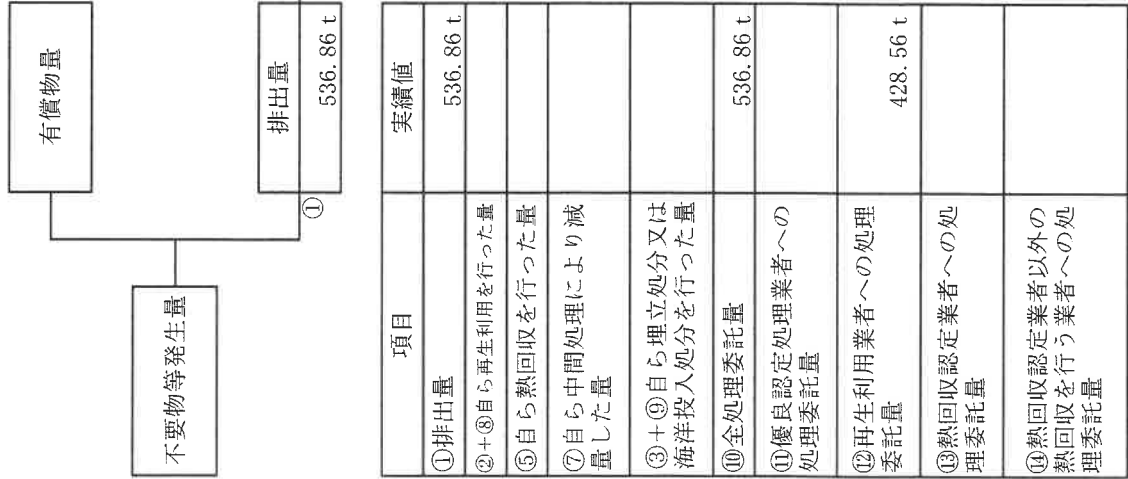 有償物量
不要物等発生量
排出量
①
536.86 t
項目
実績値
①排出量
536.86 t
②+⑧自ら再生利用を行った量
⑤自ら熱回収を行った量
⑦自ら中間処理により減
量した量
③+⑨自ら埋立処分又は
海洋投入処分を行った量
⑩全処理委託量
536.86 t
⑪優良認定処理業者への
処理委託量
⑫再生利用業者への処理
委託量
428.56 t
⑬熱回収認定業者への処
理委託量
⑭熱回収認定業者以外の
熱回収を行う業者への処
理委託量